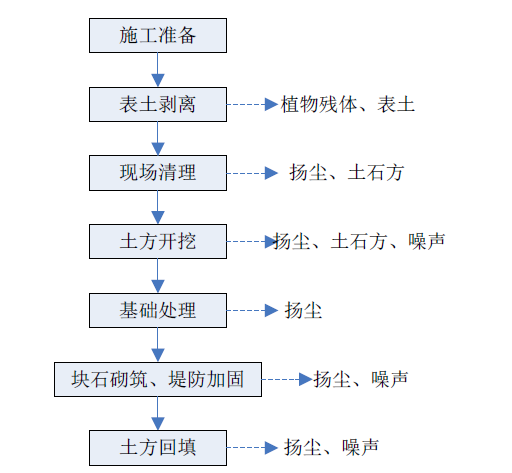 施工准备
表土剥离 植物残体、表土
现场清理 扬尘、土石方
土方开挖 扬尘、土石方、噪声
基础处理 扬尘
块石砌筑、堤防加固 扬尘、噪声
土方回填 扬尘、噪声